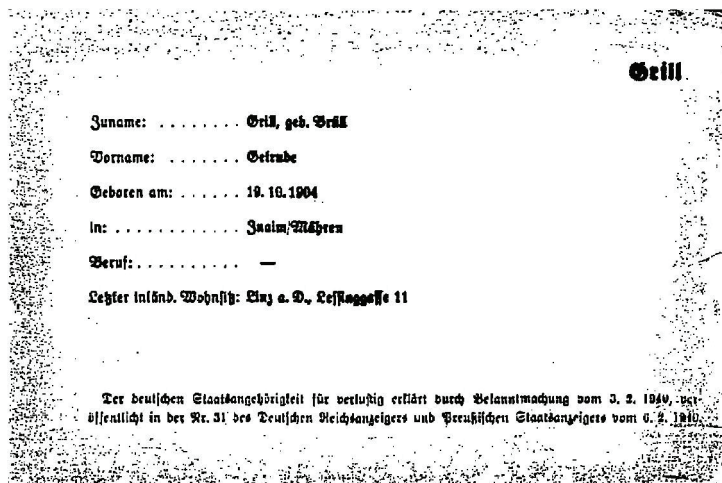 Grill
Zuname: ........ Grill, geb. Brüll
Vorname: ....... Getrude
Geboren am: ...... 19. 10. 1904
in: ............ Znaim/Mähren
Beruf: .......... —
Letzter inländ. Wohnsitz: Linz a. D., Lessinggasse 11
Der deutschen Staatsangehörigkeit für verlustig erklärt durch Bekanntmachung vom 3. 2. 1940, ver-
öffentlicht in der Nr. 31 des Deutschen Reichsanzeigers und Preußischen Staatsanzeigers vom 6. 2. 1940.